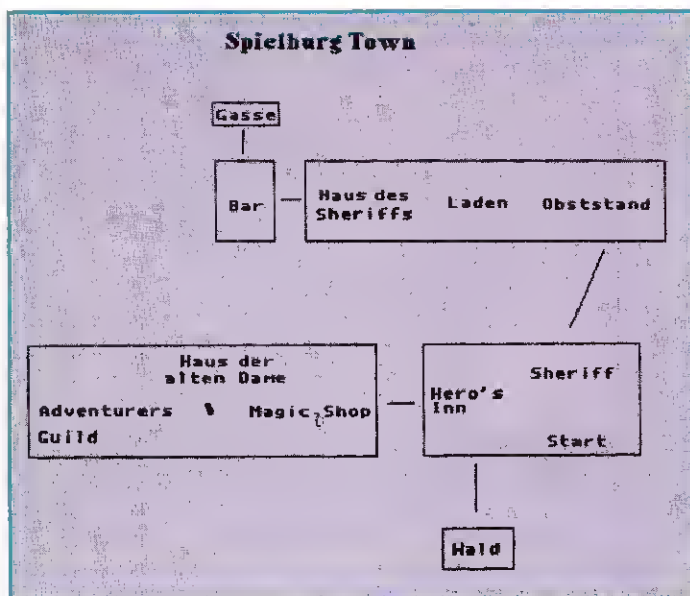 Spielburg Town
Gasse
Bar
Haus des
Sheriffs
Laden
Obststand
Haus der
alten Dame
Adventurers
Guild
Magic Shop
Hero's
Inn
Sheriff
Start
Wald